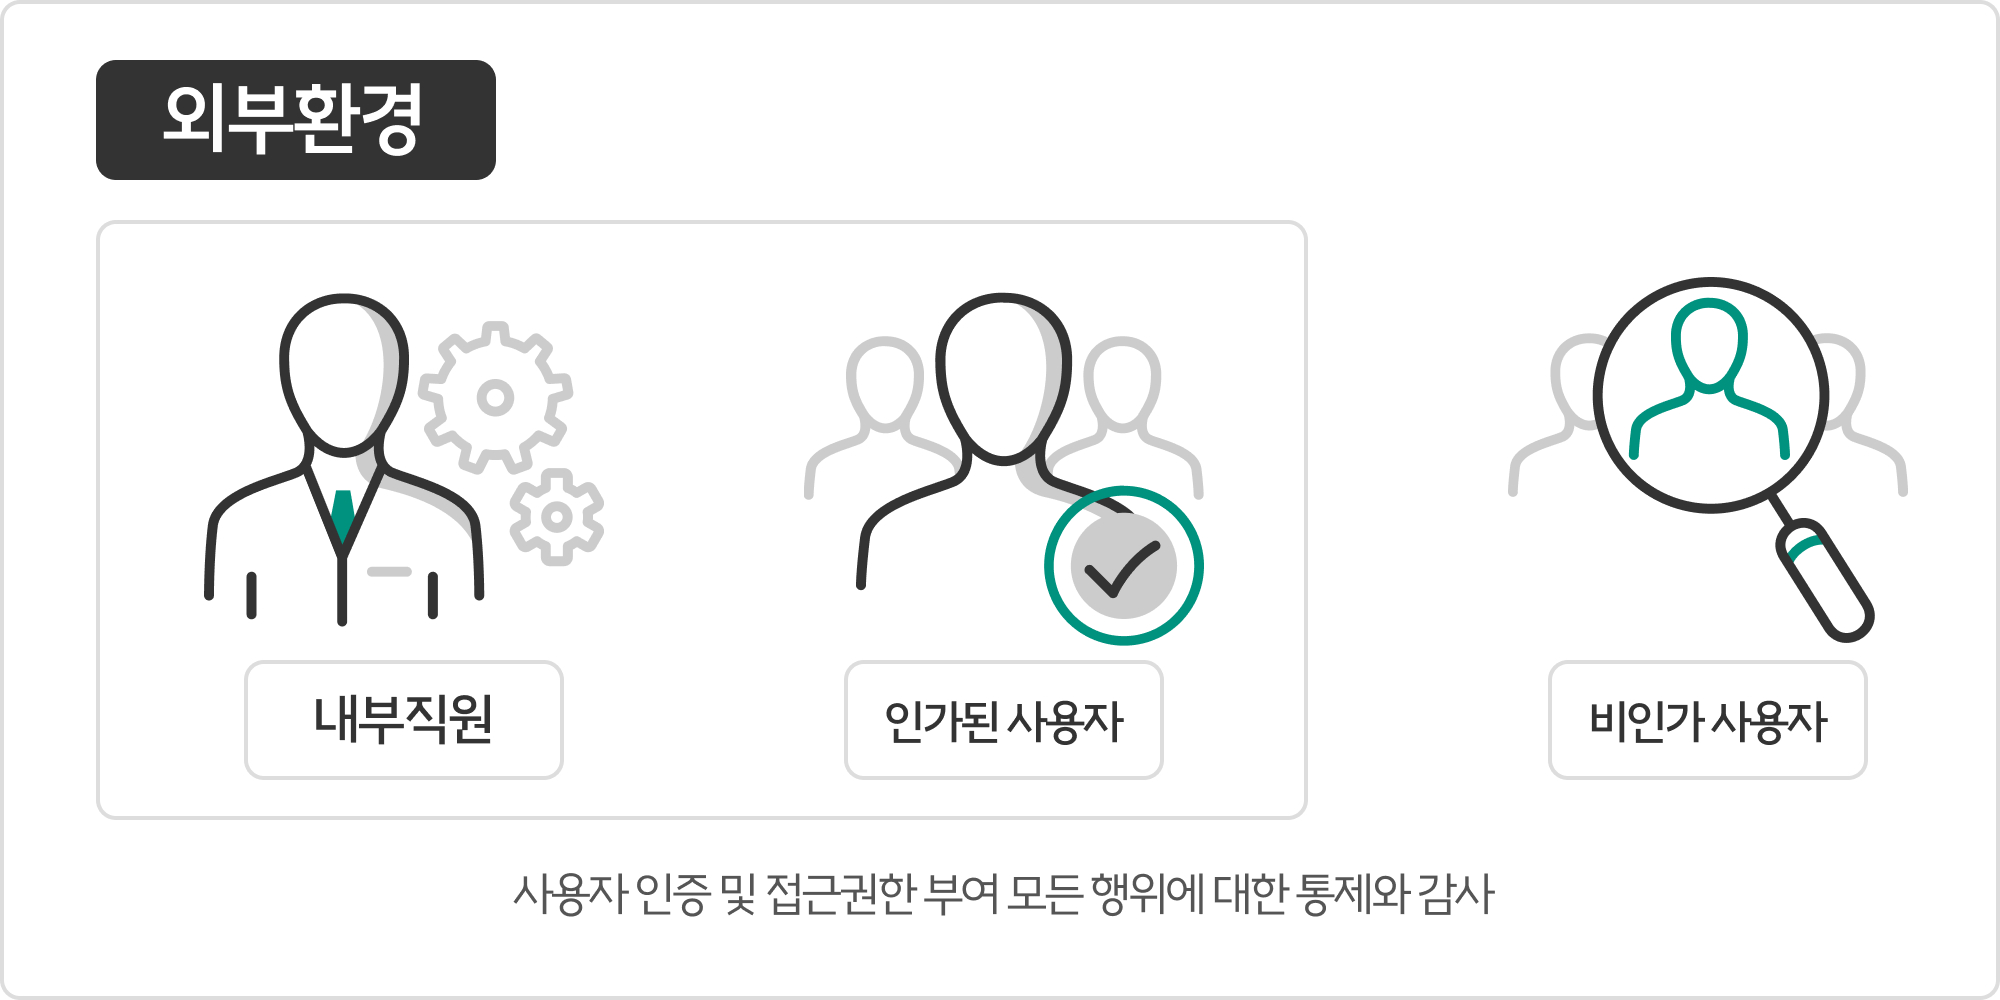 외부환경
내부직원
인가된 사용자
비인가 사용자
사용자 인증 및 접근권한 부여 모든 행위에 대한 통제와 감사